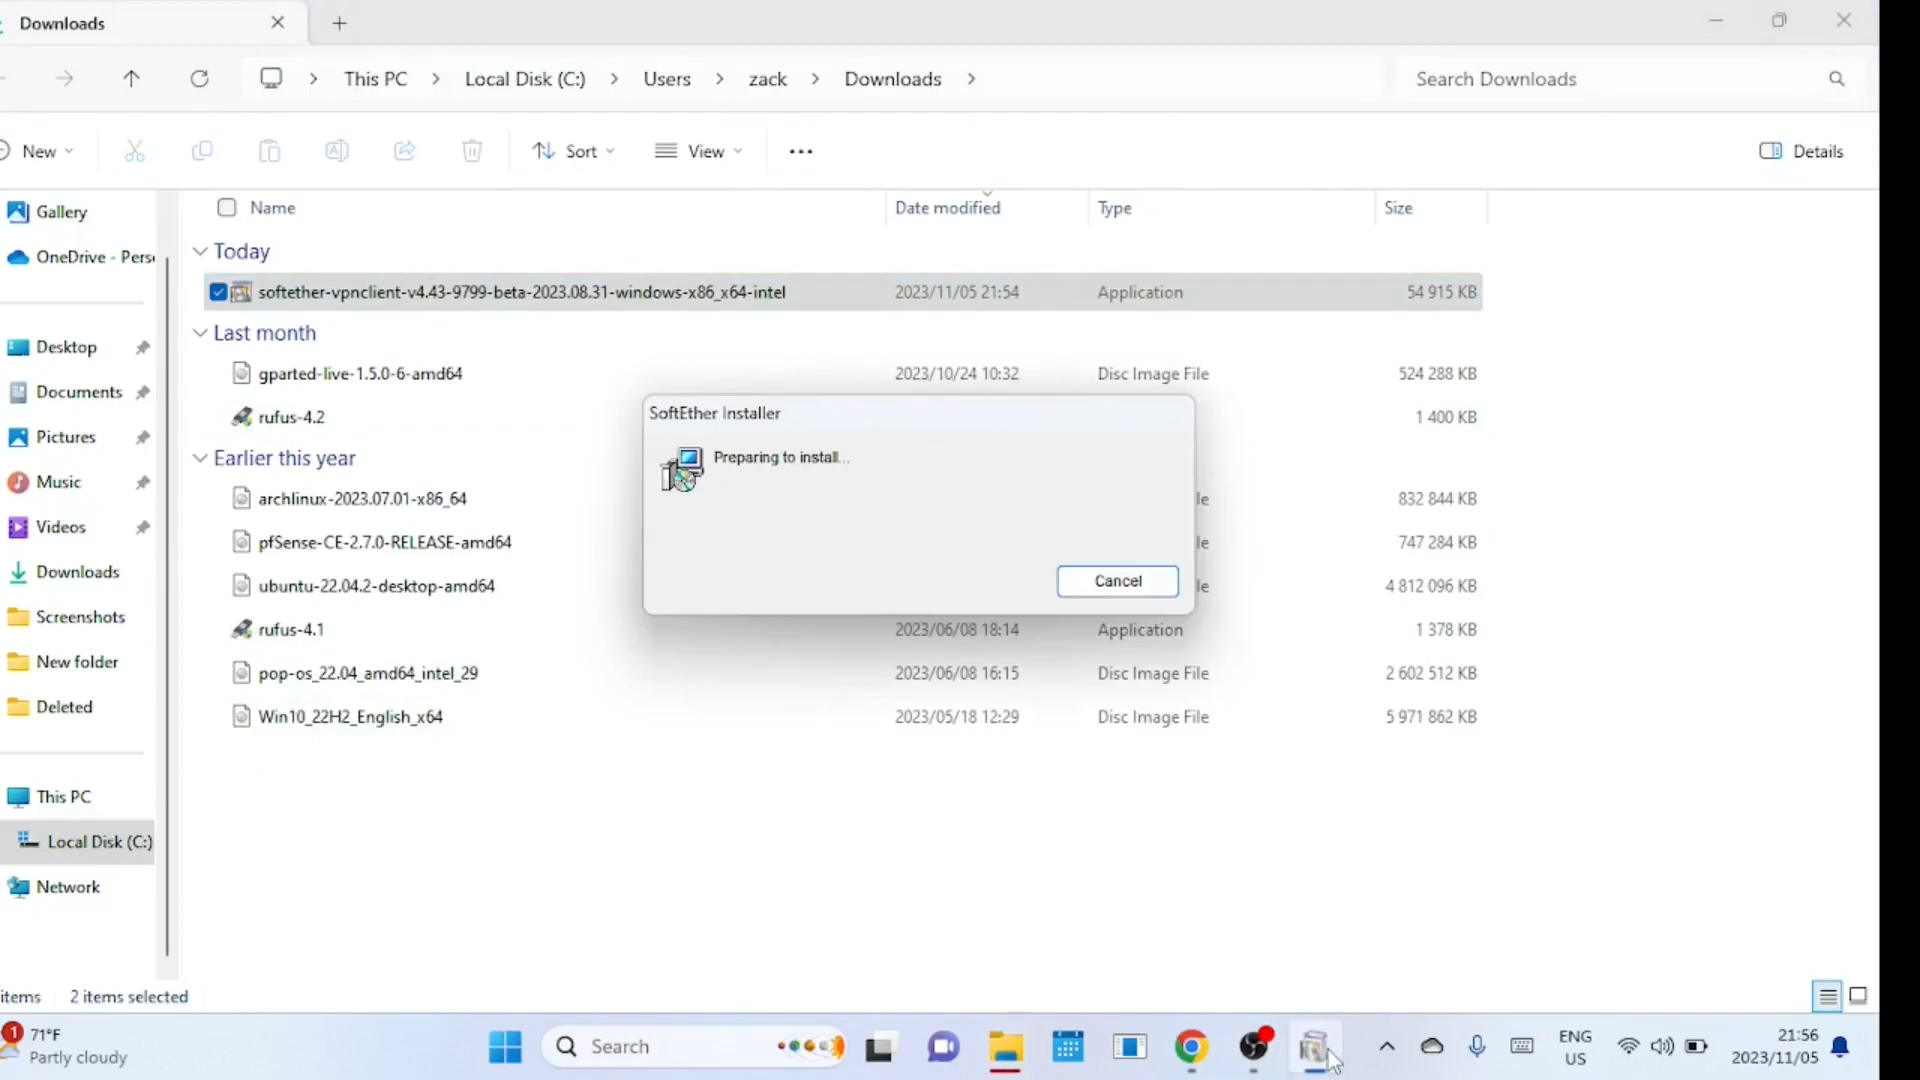 Downloads
This PC
Local Disk (C:)
Users
zack
Downloads
Search Downloads
New
Sort
View
Details
Gallery
OneDrive - Pers
Desktop
Documents
Pictures
Music
Videos
Downloads
Screenshots
New folder
Deleted
This PC
Local Disk (C:)
Network
Name
Date modified
Type
Size
Today
softether-vpnclient-v4.43-9799-beta-2023.08.31-windows-x86_x64-intel
2023/11/05 21:54
Application
54 915 KB
Last month
gparted-live-1.5.0-6-amd64
2023/10/24 10:32
Disc Image File
524 288 KB
rufus-4.2
1 400 KB
Earlier this year
archlinux-2023.07.01-x86_64
le
832 844 KB
pfSense-CE-2.7.0-RELEASE-amd64
le
747 284 KB
ubuntu-22.04.2-desktop-amd64
le
4 812 096 KB
rufus-4.1
2023/06/08 18:14
Application
1 378 KB
pop-os_22.04_amd64_intel_29
2023/06/08 16:15
Disc Image File
2 602 512 KB
Win10_22H2_English_x64
2023/05/18 12:29
Disc Image File
5 971 862 KB
SoftEther Installer
Preparing to install...
Cancel
items
2 items selected
1
71°F
Partly cloudy
Search
ENG
US
21:56
2023/11/05